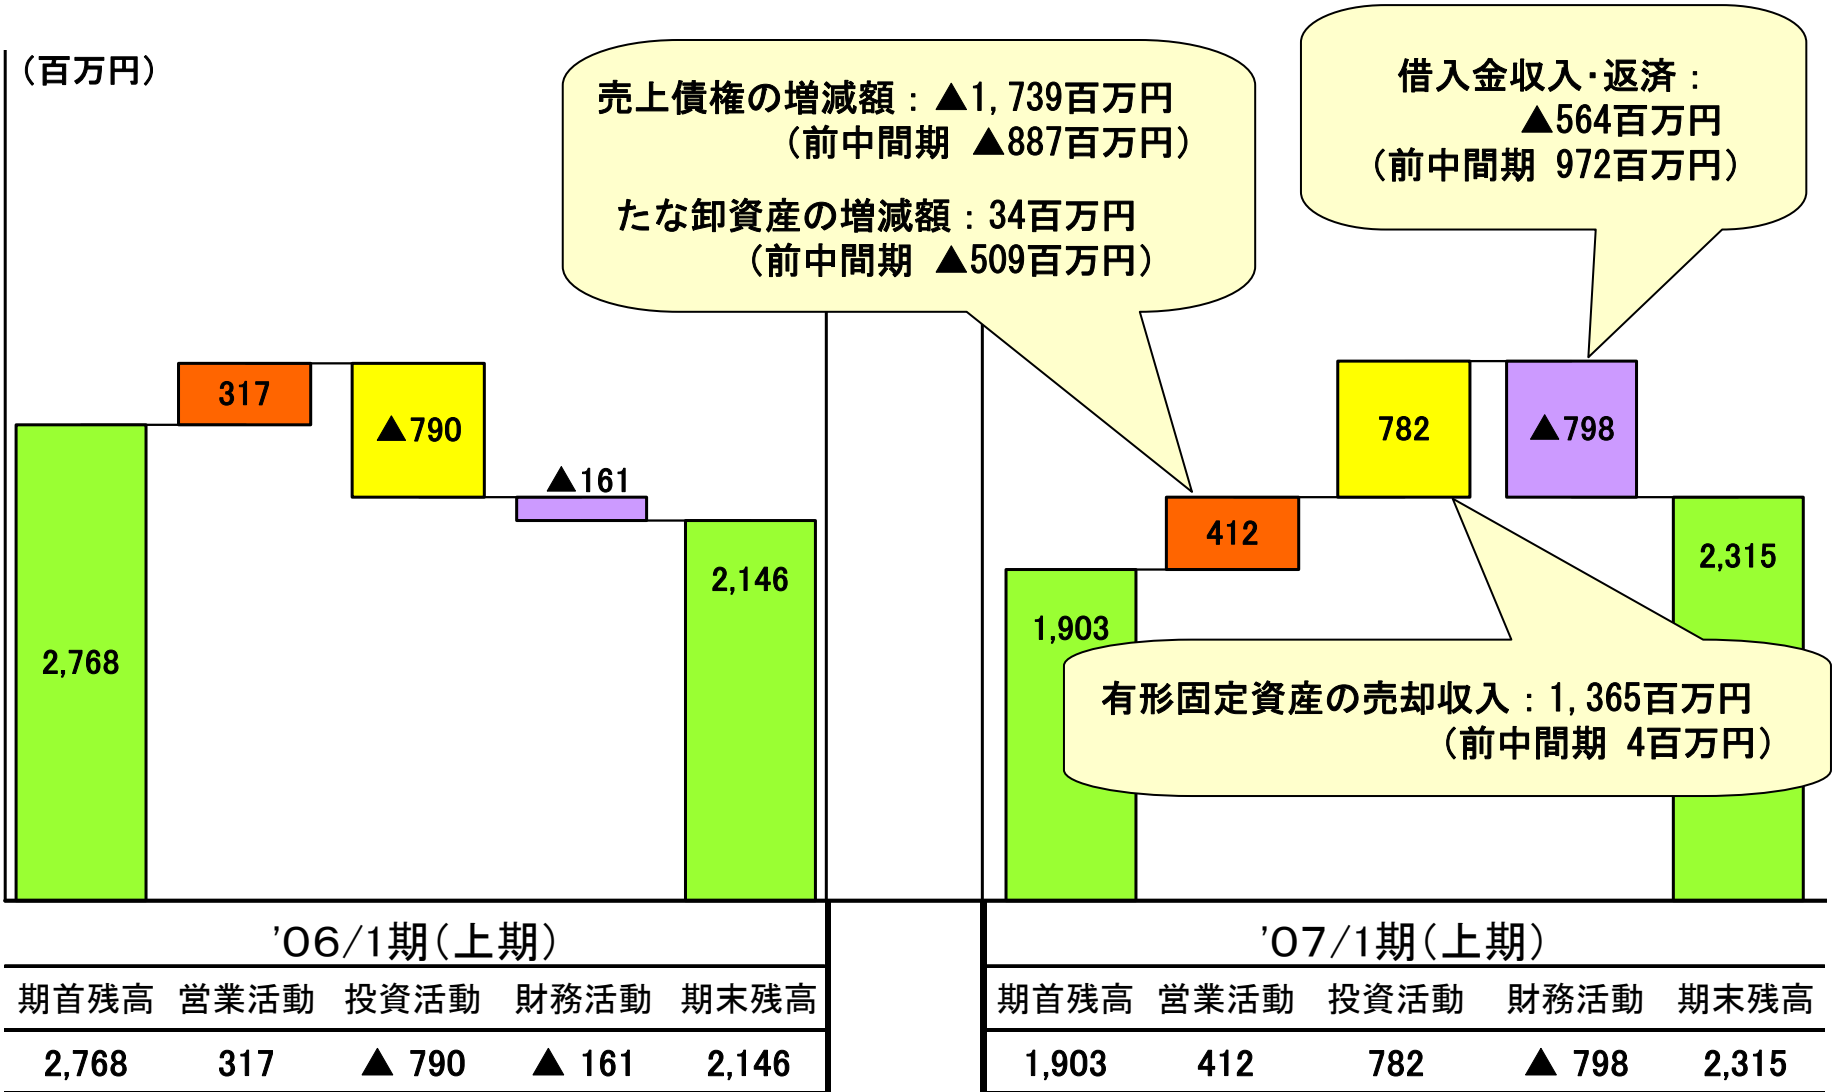 （百万円）
売上債権の増減額：▲1,739百万円
（前中間期 ▲887百万円）
たな卸資産の増減額：34百万円
（前中間期 ▲509百万円）
借入金収入・返済：
▲564百万円
（前中間期 972百万円）
2,768
317
▲790
▲161
2,146
1,903
412
782
▲798
2,315
有形固定資産の売却収入：1,365百万円
（前中間期 4百万円）
'06/1期（上期）
期首残高 営業活動 投資活動 財務活動 期末残高
2,768 317 ▲ 790 ▲ 161 2,146
'07/1期（上期）
期首残高 営業活動 投資活動 財務活動 期末残高
1,903 412 782 ▲ 798 2,315